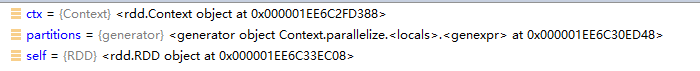 ctx = {Context} <rdd.Context object at 0x000001EE6C2FD388>
partitions = {generator} <generator object Context.parallelize.<locals>.<genexpr> at 0x000001EE6C30ED48>
self = {RDD} <rdd.RDD object at 0x000001EE6C33EC08>